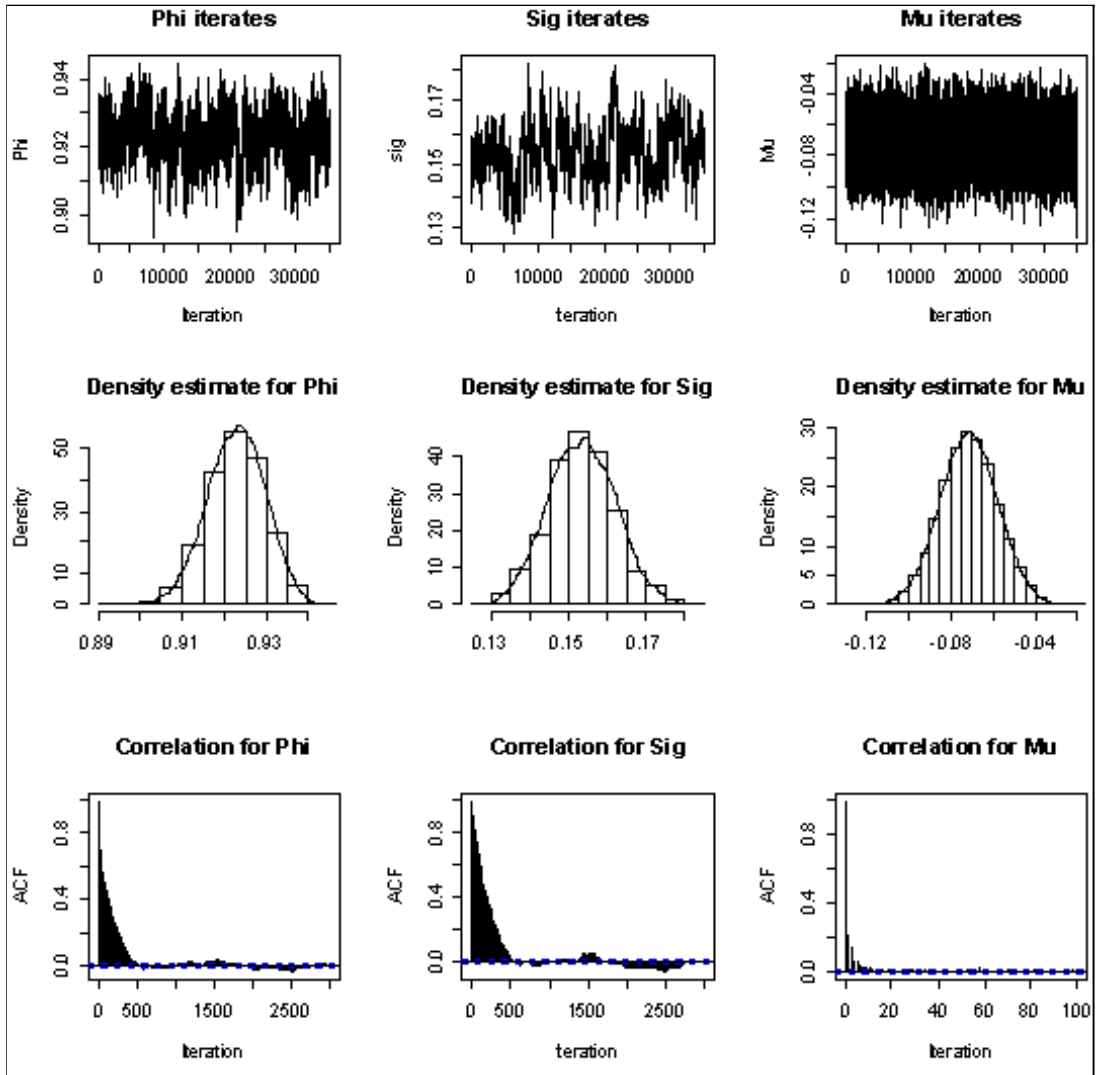 Phi iterates
Sig iterates
Mu iterates
Phi
0.90
0.92
0.94
0 10000 20000 30000
Iteration
sig
0.13
0.15
0.17
0 10000 20000 30000
Iteration
Mu
-0.12
-0.08
-0.04
0 10000 20000 30000
Iteration
Density estimate for Phi
Density estimate for Sig
Density estimate for Mu
Density
0 10 30 50
0.89 0.91 0.93
Density
0 10 20 30 40
0.13 0.15 0.17
Density
0 5 10 20 30
-0.12 -0.08 -0.04
Correlation for Phi
Correlation for Sig
Correlation for Mu
ACF
0.0 0.4 0.8
0 500 1500 2500
Iteration
ACF
0.0 0.4 0.8
0 500 1500 2500
Iteration
ACF
0.0 0.4 0.8
0 20 40 60 80 100
Iteration